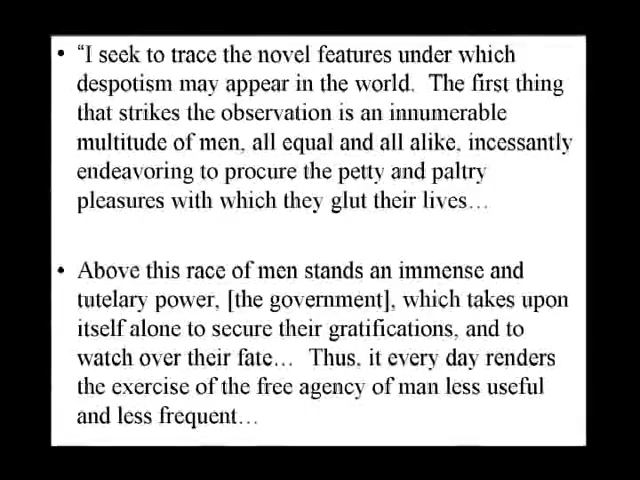 • “I seek to trace the novel features under which
despotism may appear in the world.  The first thing
that strikes the observation is an innumerable
multitude of men, all equal and all alike, incessantly
endeavoring to procure the petty and paltry
pleasures with which they glut their lives…
• Above this race of men stands an immense and
tutelary power, [the government], which takes upon
itself alone to secure their gratifications, and to
watch over their fate…  Thus, it every day renders
the exercise of the free agency of man less useful
and less frequent…